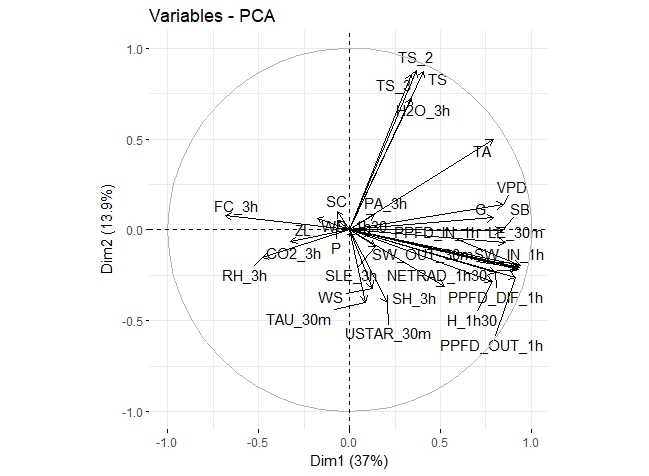 Variables - PCA
TS_2
TS_3
TS
H2O_3h
TA
VPD
FC_3h
SC
PA_3h
G
SB
ZL
PPFD_IN_1h
LE_30m
P
CO2_3h
SW_OUT_30m
SW_IN_1h
RH_3h
SLE_3h
NETRAD_1h30
WS
SH_3h
PPFD_DIF_1h
TAU_30m
USTAR_30m
H_1h30
PPFD_OUT_1h
1.0
0.5
0.0
-0.5
-1.0
Dim2 (13.9%)
-1.0
-0.5
0.0
0.5
1.0
Dim1 (37%)